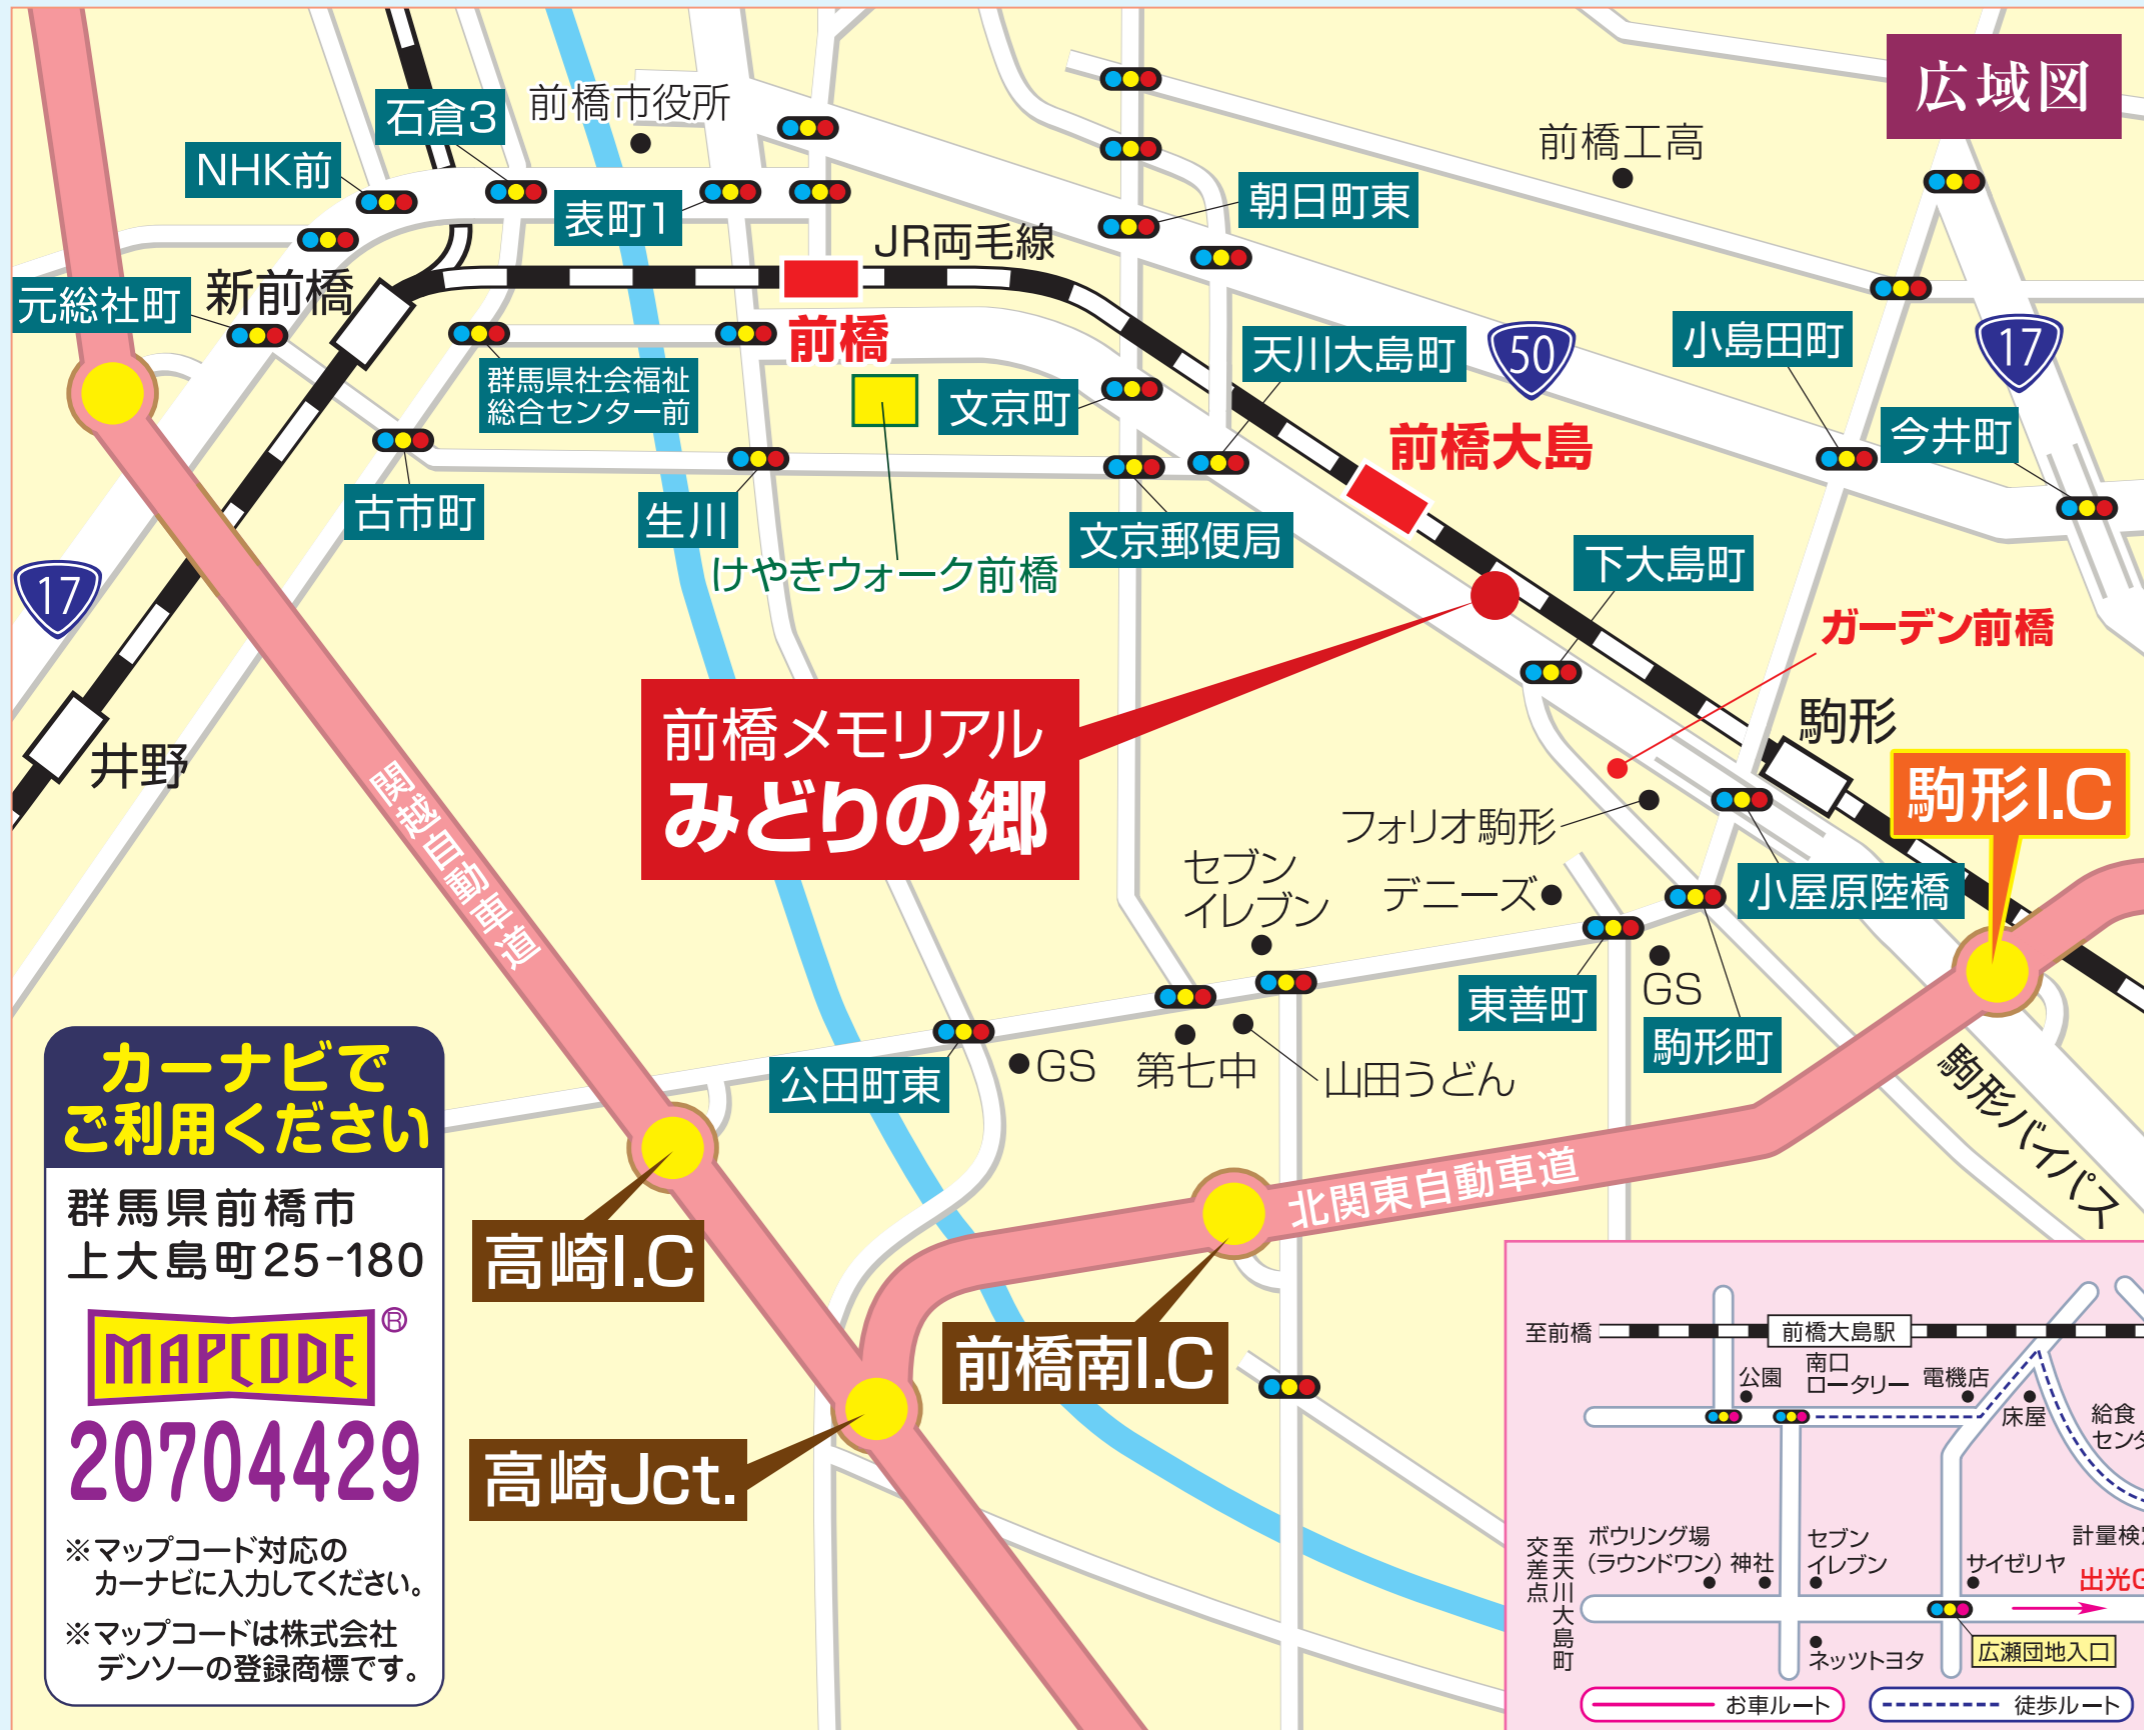 広域図
石倉3
前橋市役所
NHK前
表町1
前橋工高
朝日町東
JR両毛線
元総社町
新前橋
前橋
群馬県社会福祉
総合センター前
文京町
天川大島町
50
小島田町
17
今井町
前橋大島
古市町
生川
文京郵便局
けやきウォーク前橋
下大島町
17
ガーデン前橋
井野
前橋メモリアル
みどりの郷
駒形
駒形I.C
関越自動車道
フォリオ駒形
セブン
イレブン
デニーズ
小屋原陸橋
東善町
GS
駒形町
公田町東
GS
第七中
山田うどん
駒形バイパス
北関東自動車道
高崎I.C
前橋南I.C
高崎Jct.
カーナビで
ご利用ください
群馬県前橋市
上大島町25-180
MAPCODE®
20704429
※マップコード対応の
カーナビに入力してください。
※マップコードは株式会社
デンソーの登録商標です。
至前橋
前橋大島駅
公園
南口
ロータリー
電機店
床屋
給食
センタ
ボウリング場
(ラウンドワン)
神社
セブン
イレブン
サイゼリヤ
計量検
出光G
至天川大島町
交差点
ネッツトヨタ
広瀬団地入口
お車ルート
徒歩ルート